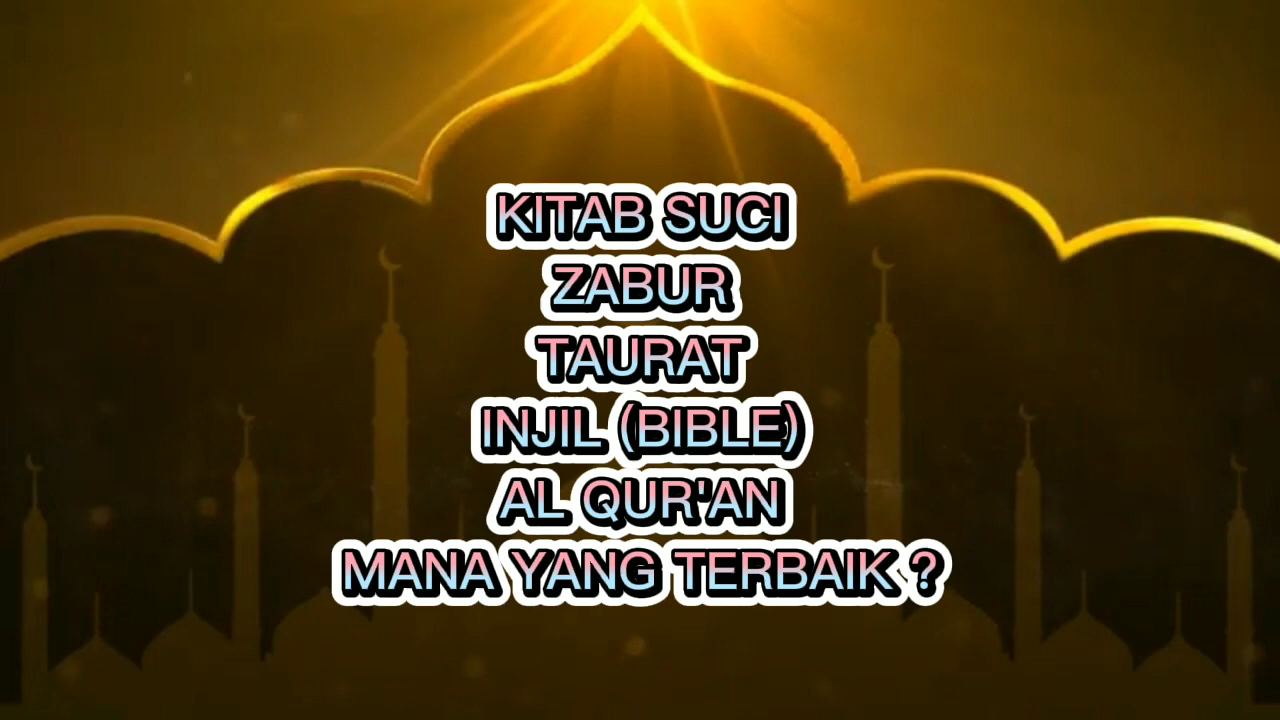 KITAB SUCI
ZABUR
TAURAT
INJIL (BIBLE)
AL QUR'AN
MANA YANG TERBAIK ?